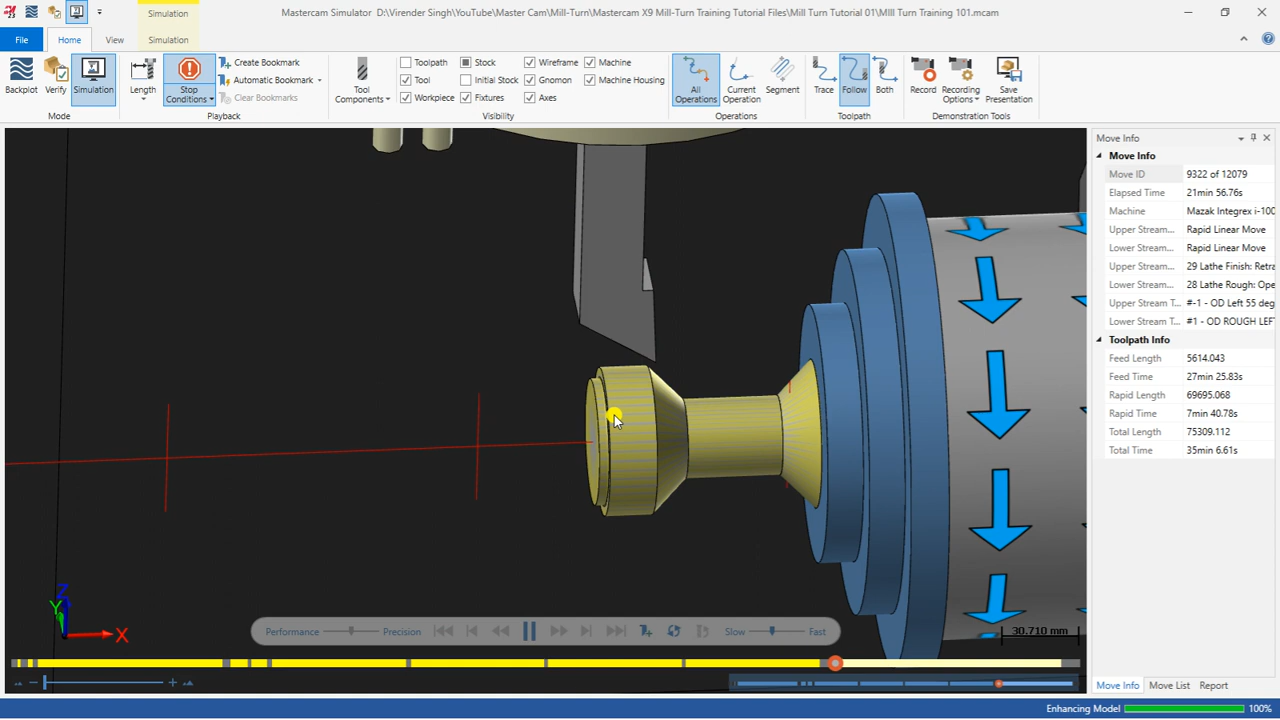 Simulation
Mastercam Simulator D:\Virender Singh\YouTube\Master Cam\Mill-Turn\Mastercam X9 Mill-Turn Training Tutorial Files\Mill Turn Tutorial 01\MIll Turn Training 101.mcam
File
Home
View
Simulation
Backplot
Verify
Simulation
Mode
Length
Stop Conditions
Create Bookmark
Automatic Bookmark
Clear Bookmarks
Playback
Tool Components
Toolpath
Stock
Wireframe
Machine
Tool
Initial Stock
Gnomon
Machine Housing
Workpiece
Fixtures
Axes
Visibility
All Operations
Current Operation
Segment
Operations
Trace
Follow
Both
Toolpath
Record
Recording Options
Save Presentation
Demonstration Tools
Move Info
Move Info
Move ID 9322 of 12079
Elapsed Time 21min 56.76s
Machine Mazak Integrex i-100
Upper Stream... Rapid Linear Move
Lower Stream... Rapid Linear Move
Upper Stream... 29 Lathe Finish: Retra
Lower Stream... 28 Lathe Rough: Ope
Upper Stream T... #-1 - OD Left 55 deg
Lower Stream T... #1 - OD ROUGH LEFT
Toolpath Info
Feed Length 5614.043
Feed Time 27min 25.83s
Rapid Length 69695.068
Rapid Time 7min 40.78s
Total Length 75309.112
Total Time 35min 6.61s
Z
Y
X
Performance
Precision
Slow
Fast
30.710 mm
Move Info
Move List
Report
Enhancing Model
100%